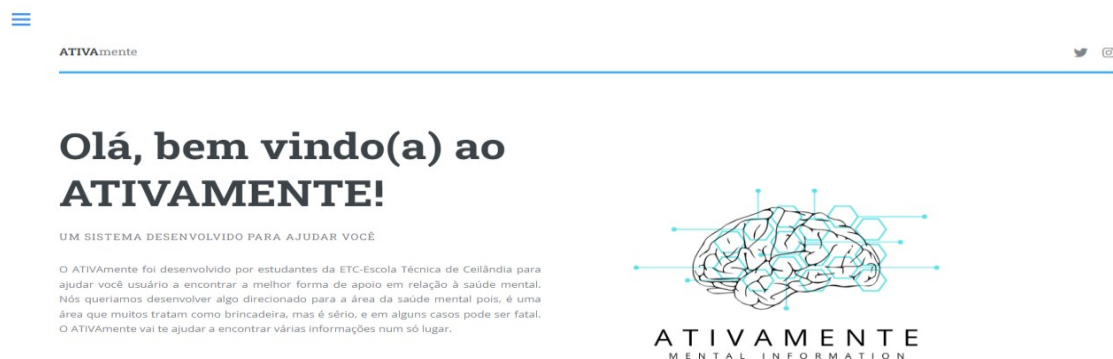 ATIVAmente
Olá, bem vindo(a) ao
ATIVAMENTE!
UM SISTEMA DESENVOLVIDO PARA AJUDAR VOCÊ
O ATIVAmente foi desenvolvido por estudantes da ETC-Escola Técnica de Ceilândia para
ajudar você usuário a encontrar a melhor forma de apoio em relação à saúde mental.
Nós queriamos desenvolver algo direcionado para a área da saúde mental pois, é uma
área que muitos tratam como brincadeira, mas é sério, e em alguns casos pode ser fatal.
O ATIVAmente vai te ajudar a encontrar várias informações num só lugar.
ATIVAMENTE
MENTAL INFORMATION